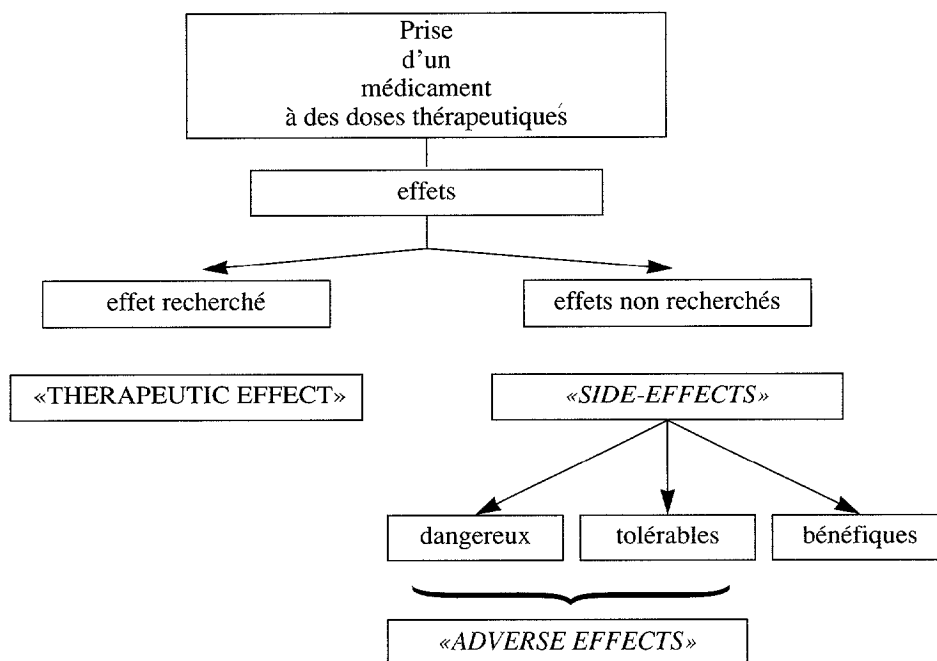 Prise
d'un
médicament
à des doses thérapeutiques
effets
effet recherché
effets non recherchés
«THERAPEUTIC EFFECT»
«SIDE-EFFECTS»
dangereux
tolérables
bénéfiques
«ADVERSE EFFECTS»